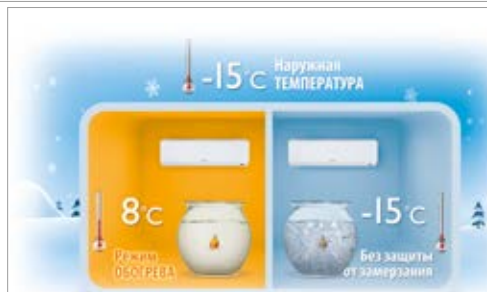 -15°C Наружная
ТЕМПЕРАТУРА
8°C
-15°C
Режим
ОБОГРЕВА
Без защиты
от замерзания